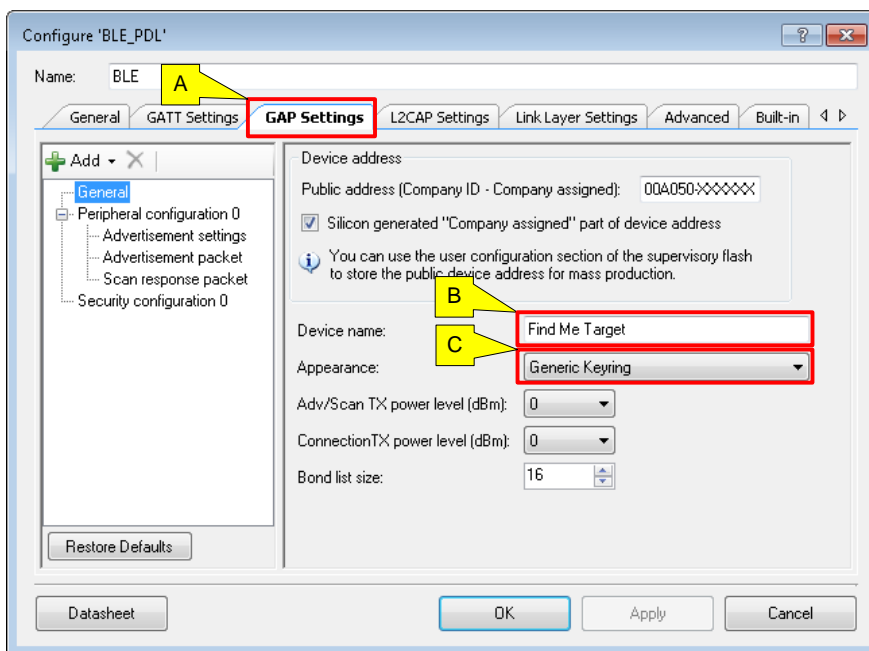 Configure 'BLE_PDL'
Name: BLE
A
General GATT Settings GAP Settings L2CAP Settings Link Layer Settings Advanced Built-in
Add
General
Peripheral configuration 0
Advertisement settings
Advertisement packet
Scan response packet
Security configuration 0
Restore Defaults
Device address
Public address (Company ID - Company assigned): 00A050-XXXXXX
Silicon generated "Company assigned" part of device address
You can use the user configuration section of the supervisory flash
to store the public device address for mass production.
B
Device name: Find Me Target
C
Appearance: Generic Keyring
Adv/Scan TX power level (dBm): 0
ConnectionTX power level (dBm): 0
Bond list size: 16
Datasheet OK Apply Cancel